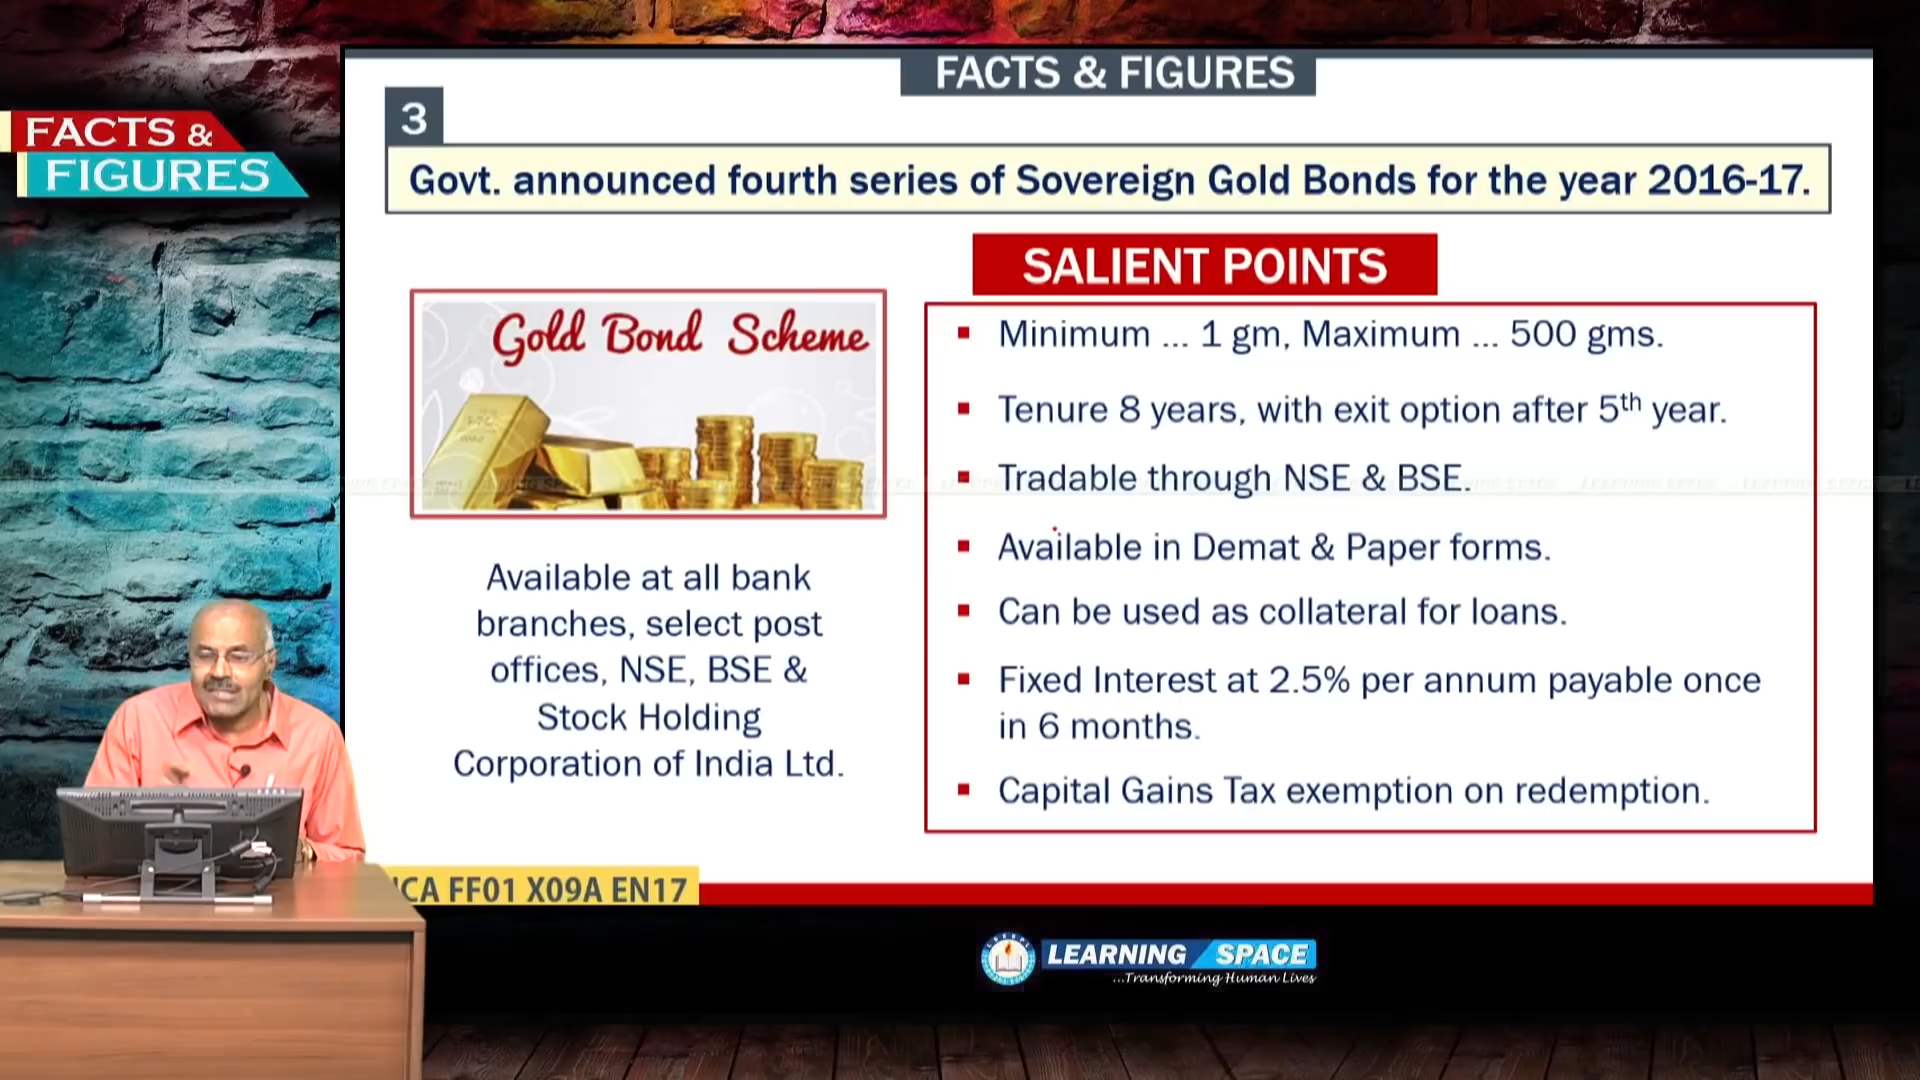 FACTS & FIGURES
FACTS &
FIGURES
3
Govt. announced fourth series of Sovereign Gold Bonds for the year 2016-17.
SALIENT POINTS
Gold Bond Scheme
Available at all bank
branches, select post
offices, NSE, BSE &
Stock Holding
Corporation of India Ltd.
▪ Minimum ... 1 gm, Maximum ... 500 gms.
▪ Tenure 8 years, with exit option after 5th year.
▪ Tradable through NSE & BSE.
▪ Available in Demat & Paper forms.
▪ Can be used as collateral for loans.
▪ Fixed Interest at 2.5% per annum payable once
in 6 months.
▪ Capital Gains Tax exemption on redemption.
CA FF01 X09A EN17
LEARNING SPACE
...Transforming Human Lives